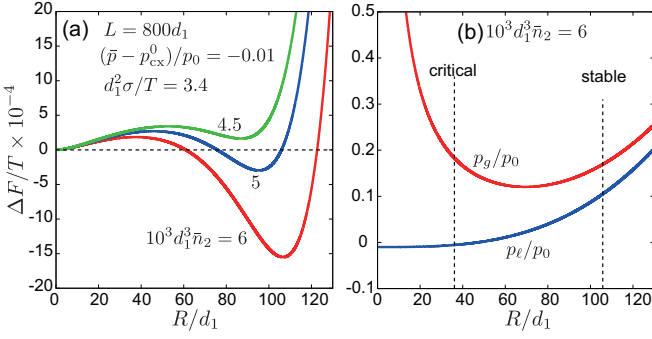 (a)
L = 800d₁
(p̄ − p⁰cx)/p₀ = −0.01
d₁²σ/T = 3.4
4.5
5
10³d₁³n̄₂ = 6
ΔF/T × 10⁻⁴
20
15
10
5
0
-5
-10
-15
-20
0 20 40 60 80 100 120
R/d₁
(b) 10³d₁³n̄₂ = 6
critical
stable
p_g/p₀
p_ℓ/p₀
0.5
0.4
0.3
0.2
0.1
0
-0.1
0 20 40 60 80 100 120
R/d₁